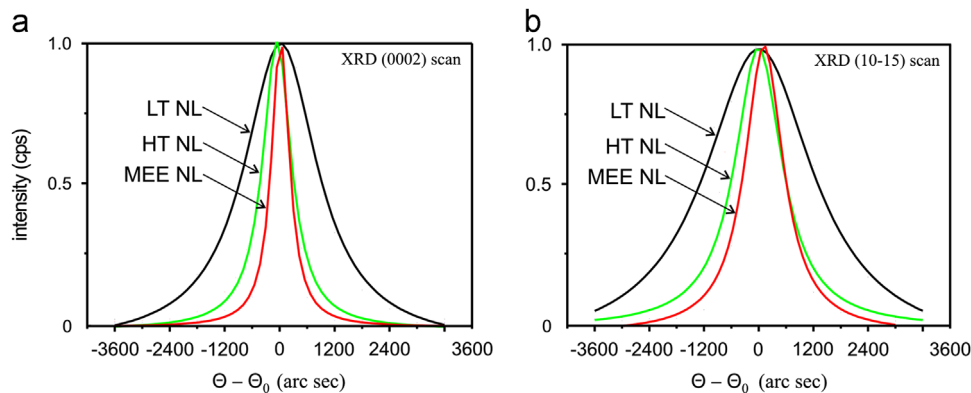 a
1.0
XRD (0002) scan
LT NL
HT NL
MEE NL
0.5
intensity (cps)
0
-3600 -2400 -1200 0 1200 2400 3600
Θ – Θ₀ (arc sec)
b
1.0
XRD (10-15) scan
LT NL
HT NL
MEE NL
0.5
0
-3600 -2400 -1200 0 1200 2400 3600
Θ – Θ₀ (arc sec)